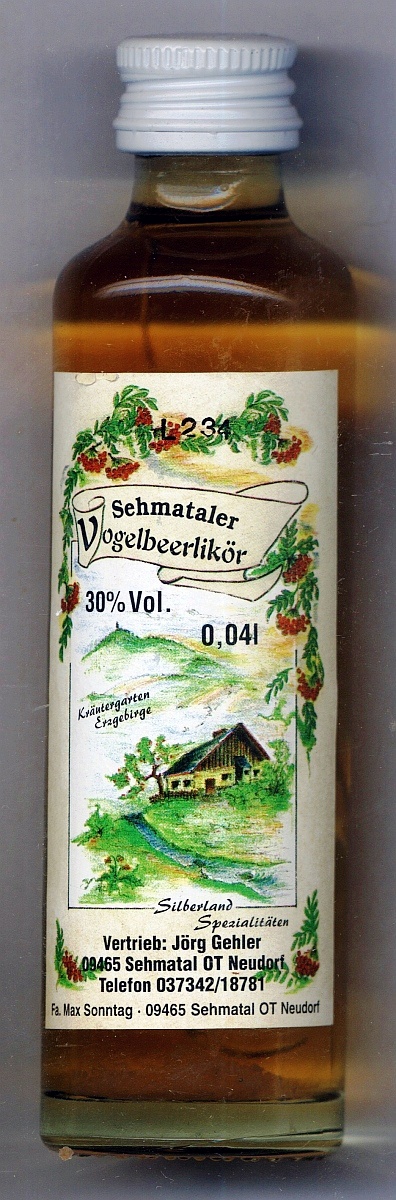 L 234
Sehmataler
Vogelbeerlikör
30% Vol.
0,04l
Kräutergarten
Erzgebirge
Silberland
Spezialitäten
Vertrieb: Jörg Gehler
09465 Sehmatal OT Neudorf
Telefon 037342/18781
Fa. Max Sonntag · 09465 Sehmatal OT Neudorf